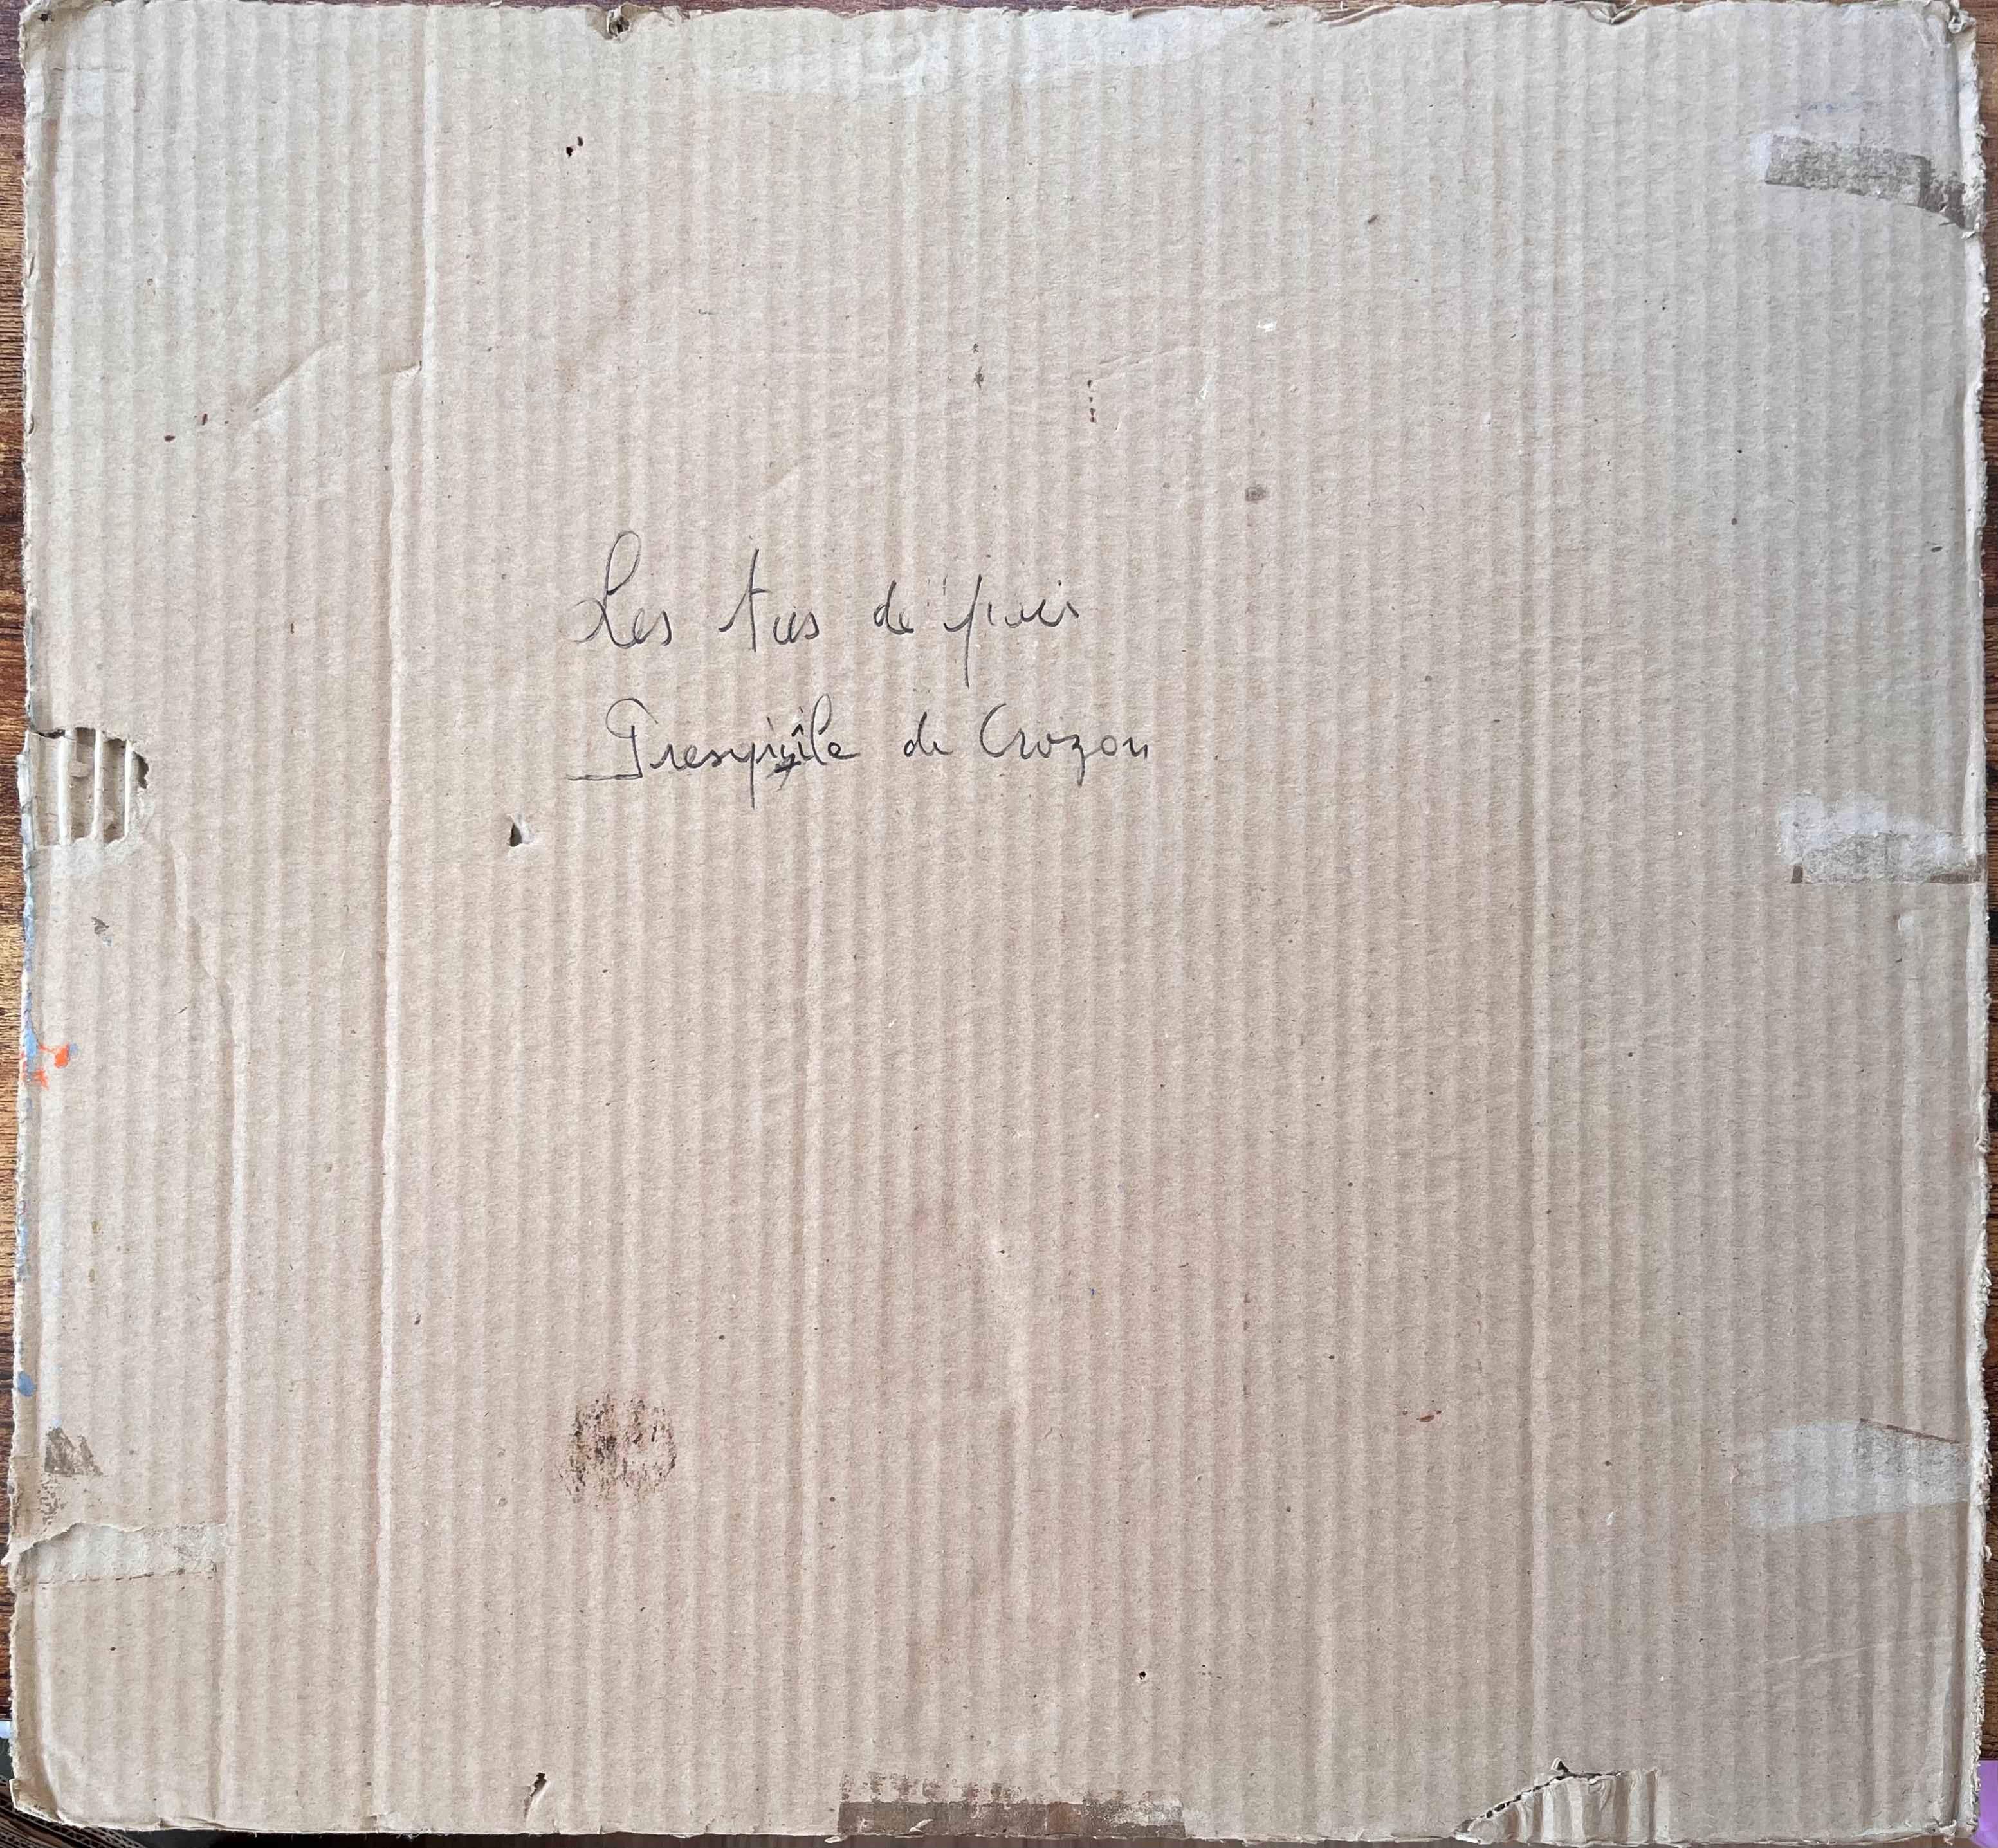 Les tas de pois
Presqu'île de Crozon